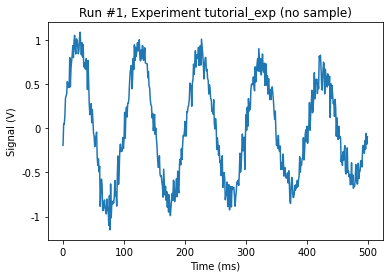 Run #1, Experiment tutorial_exp (no sample)
1
0.5
0
-0.5
-1
Signal (V)
0 100 200 300 400 500
Time (ms)